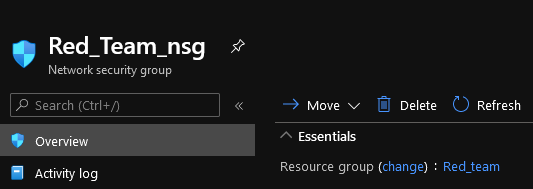 Red_Team_nsg
Network security group
Search (Ctrl+/)
«
Overview
Activity log
Move
Delete
Refresh
Essentials
Resource group (change) : Red_team